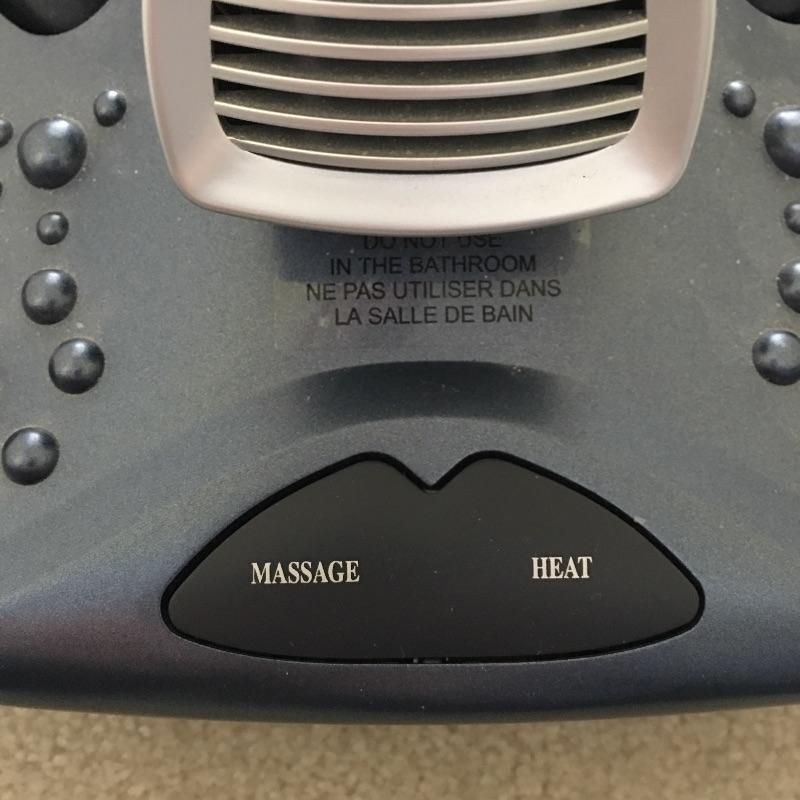 DO NOT USE
IN THE BATHROOM
NE PAS UTILISER DANS
LA SALLE DE BAIN
MASSAGE
HEAT